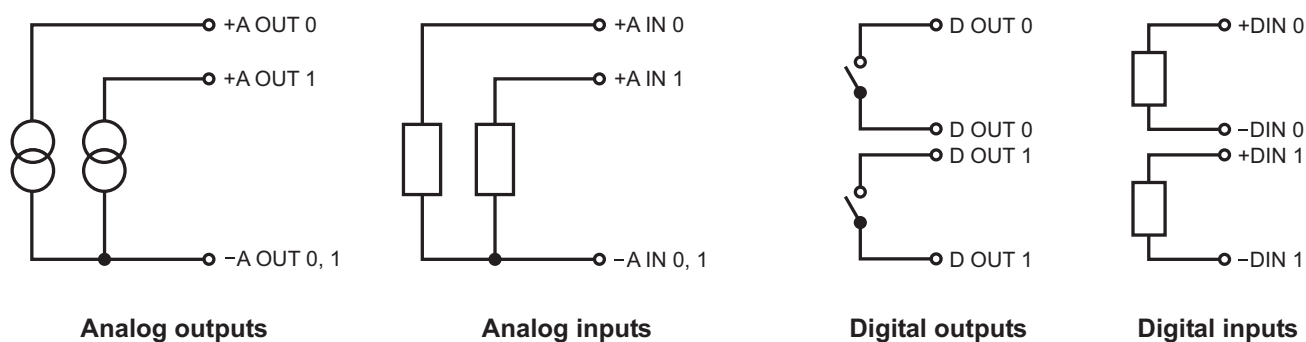 +A OUT 0
+A OUT 1
−A OUT 0, 1
Analog outputs
+A IN 0
+A IN 1
−A IN 0, 1
Analog inputs
D OUT 0
D OUT 0
D OUT 1
D OUT 1
Digital outputs
+DIN 0
−DIN 0
+DIN 1
−DIN 1
Digital inputs